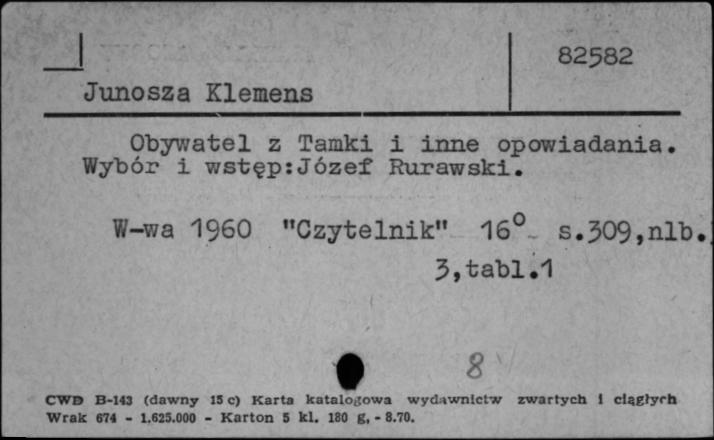 82582
Junosza Klemens
Obywatel z Tamki i inne opowiadania.
Wybór i wstęp:Józef Rurawski.
W-wa 1960 "Czytelnik" 16° s.309,nlb.
3,tabl.1
8
CWD B-143 (dawny 15 c) Karta katalogowa wydawnictw zwartych i ciągłych
Wrak 674 - 1.625.000 - Karton 5 kl. 180 g, - 8.70.